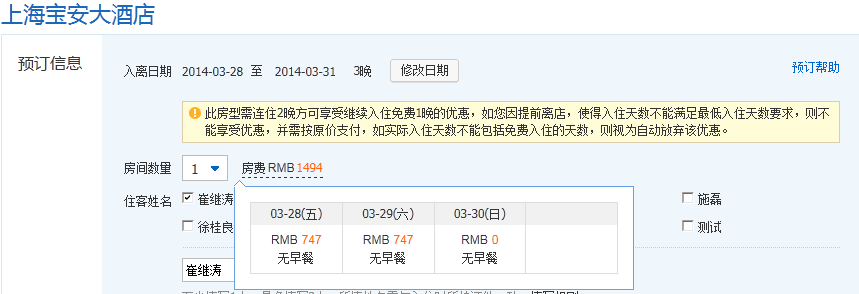 上海宝安大酒店
预订信息
入离日期 2014-03-28 至 2014-03-31 3晚 修改日期 预订帮助
此房型需连住2晚方可享受继续入住免费1晚的优惠，如您因提前离店，使得入住天数不能满足最低入住天数要求，则不
能享受优惠，并需按原价支付，如实际入住天数不能包括免费入住的天数，则视为自动放弃该优惠。
房间数量 1 房费 RMB 1494
住客姓名 崔继涛 施磊
徐桂良 测试
03-28(五) 03-29(六) 03-30(日)
RMB 747 RMB 747 RMB 0
无早餐 无早餐 无早餐
崔继涛